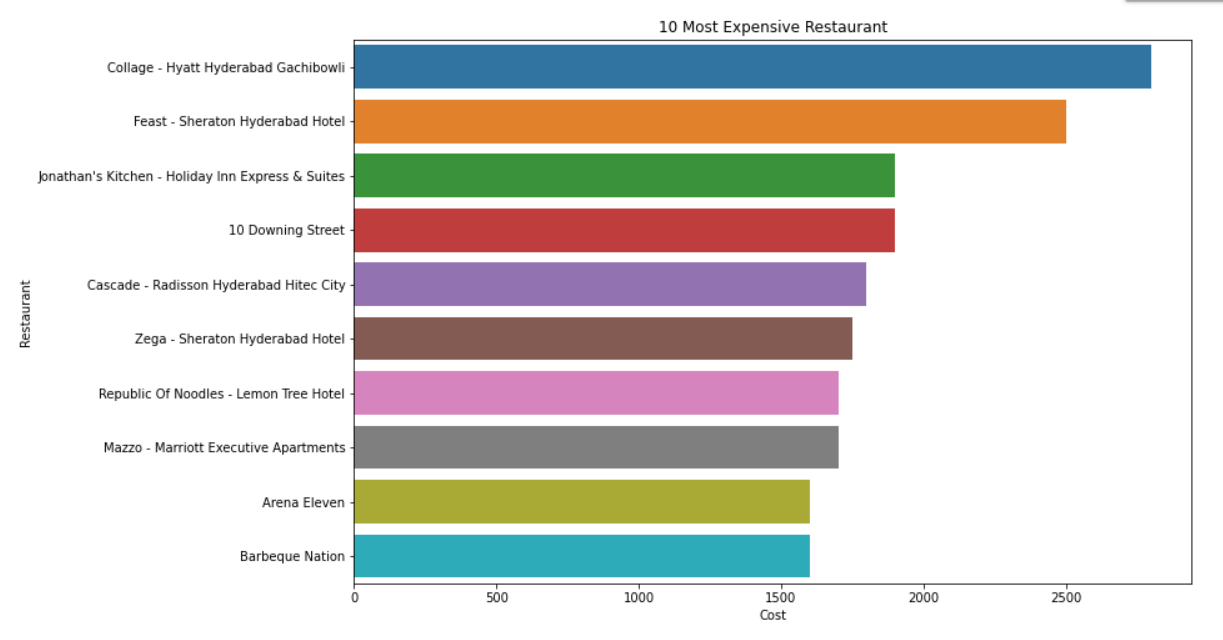 10 Most Expensive Restaurant
Collage - Hyatt Hyderabad Gachibowli
Feast - Sheraton Hyderabad Hotel
Jonathan's Kitchen - Holiday Inn Express & Suites
10 Downing Street
Cascade - Radisson Hyderabad Hitec City
Zega - Sheraton Hyderabad Hotel
Republic Of Noodles - Lemon Tree Hotel
Mazzo - Marriott Executive Apartments
Arena Eleven
Barbeque Nation
Restaurant
0 500 1000 1500 2000 2500
Cost